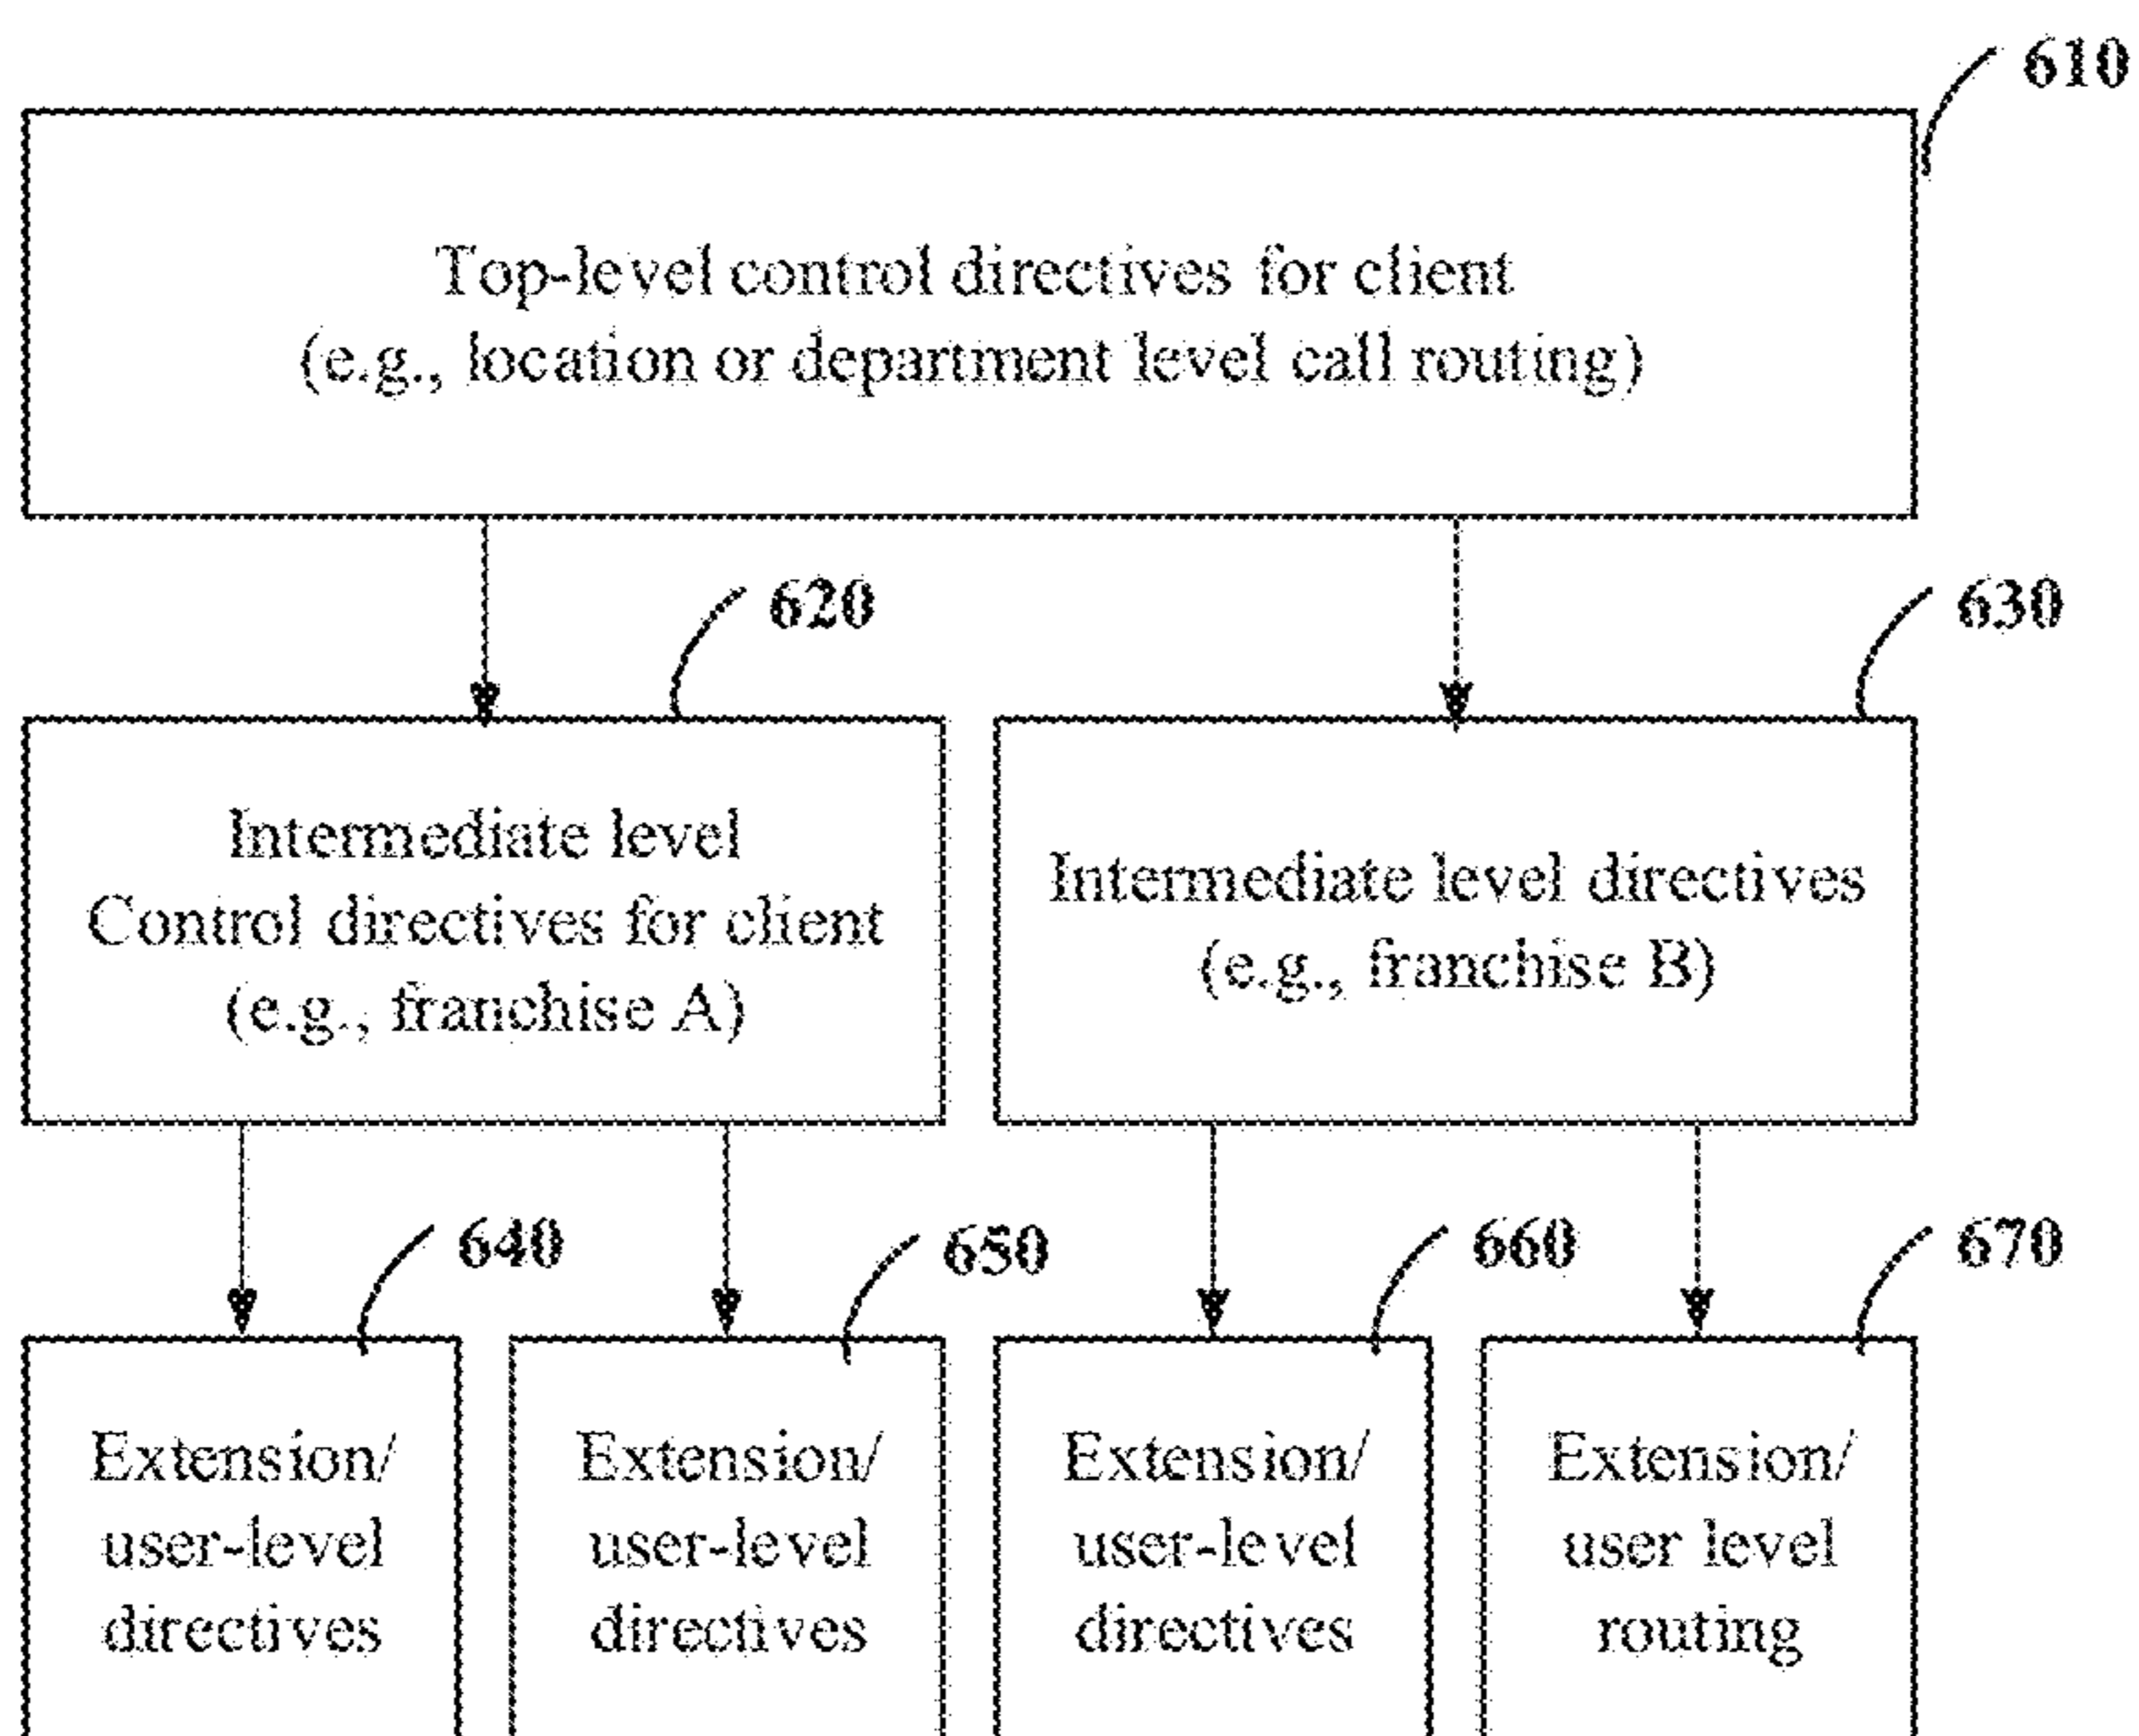 610
Top-level control directives for client
(e.g., location or department level call routing)
620
630
Intermediate level
Control directives for client
(e.g., franchise A)
Intermediate level directives
(e.g., franchise B)
640
650
660
670
Extension/
user-level
directives
Extension/
user-level
directives
Extension/
user-level
directives
Extension/
user level
routing